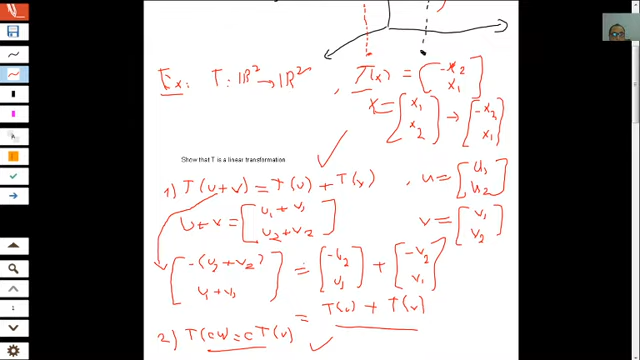 Ex: T: ℝ² → ℝ² , T(x) = [-x₂ x₁]
x = [x₁ x₂] → [-x₂ x₁]
Show that T is a linear transformation
1) T(u+v) = T(u) + T(v) , u = [u₁ u₂]
u+v = [u₁+v₁ u₂+v₂] v = [v₁ v₂]
[-(u₂+v₂) u₁+v₁] = [-u₂ u₁] + [-v₂ v₁]
= T(u) + T(v)
2) T(cu) = c T(u)